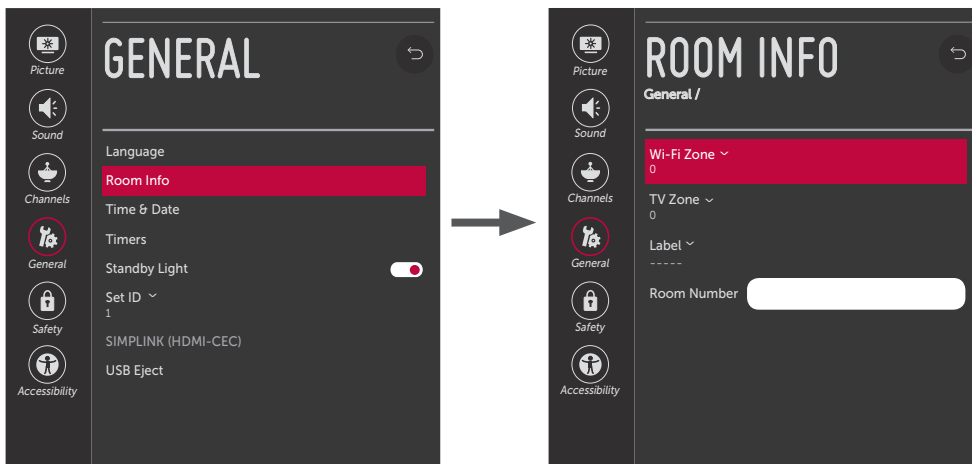 Picture
Sound
Channels
General
Safety
Accessibility
GENERAL
Language
Room Info
Time & Date
Timers
Standby Light
Set ID
1
SIMPLINK (HDMI-CEC)
USB Eject
Picture
Sound
Channels
General
Safety
Accessibility
ROOM INFO
General /
Wi-Fi Zone
0
TV Zone
0
Label
-----
Room Number